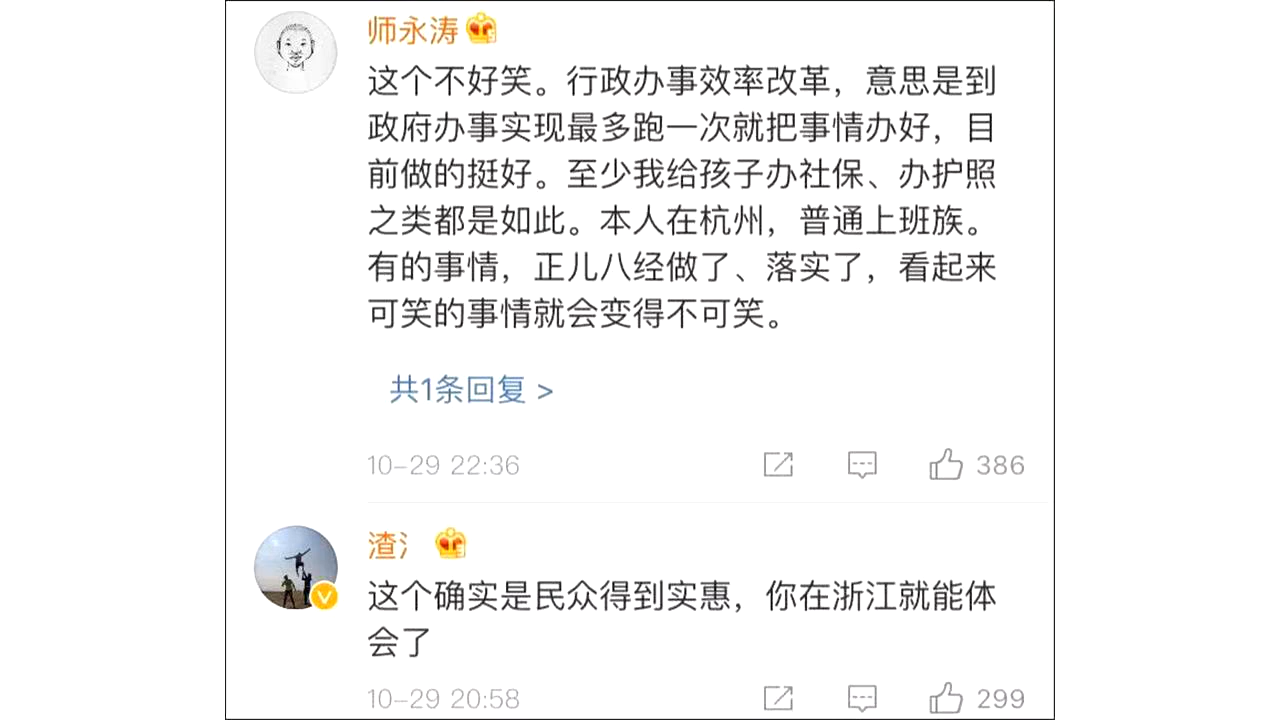 师永涛
这个不好笑。行政办事效率改革，意思是到
政府办事实现最多跑一次就把事情办好，目
前做的挺好。至少我给孩子办社保、办护照
之类都是如此。本人在杭州，普通上班族。
有的事情，正儿八经做了、落实了，看起来
可笑的事情就会变得不可笑。
共1条回复 >
10-29 22:36
386
渣
这个确实是民众得到实惠，你在浙江就能体
会了
10-29 20:58
299